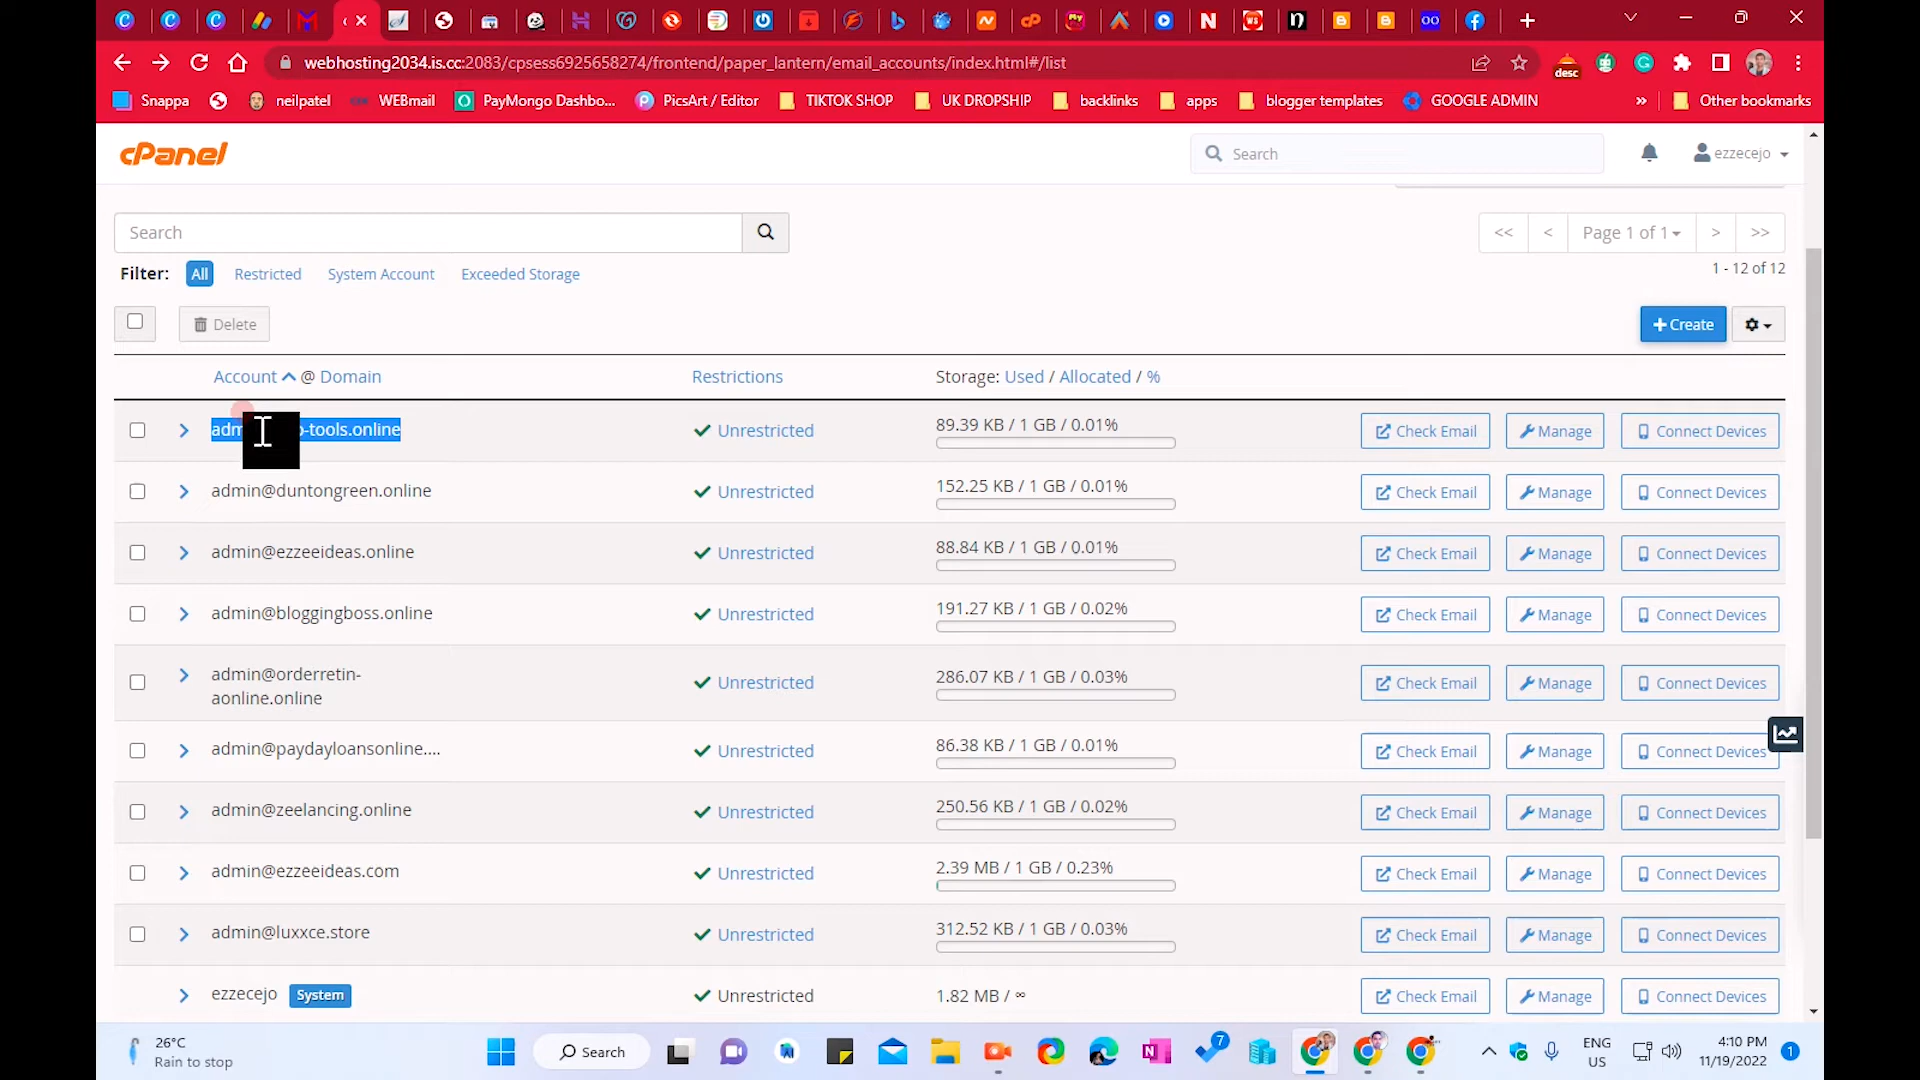 webhosting2034.is.cc:2083/cpsess6925658274/frontend/paper_lantern/email_accounts/index.html#/list
desc
Snappa neilpatel WEBmail PayMongo Dashbo... PicsArt / Editor TIKTOK SHOP UK DROPSHIP backlinks apps blogger templates GOOGLE ADMIN » Other bookmarks
cPanel Search ezzecejo
Search << < Page 1 of 1 > >>
Filter: All Restricted System Account Exceeded Storage 1 - 12 of 12
Delete + Create
Account @ Domain Restrictions Storage: Used / Allocated / %
-tools.online Unrestricted 89.39 KB / 1 GB / 0.01% Check Email Manage Connect Devices
admin@duntongreen.online Unrestricted 152.25 KB / 1 GB / 0.01% Check Email Manage Connect Devices
admin@ezzeeideas.online Unrestricted 88.84 KB / 1 GB / 0.01% Check Email Manage Connect Devices
admin@bloggingboss.online Unrestricted 191.27 KB / 1 GB / 0.02% Check Email Manage Connect Devices
admin@orderretin-
aonline.online Unrestricted 286.07 KB / 1 GB / 0.03% Check Email Manage Connect Devices
admin@paydayloansonline.... Unrestricted 86.38 KB / 1 GB / 0.01% Check Email Manage Connect Devices
admin@zeelancing.online Unrestricted 250.56 KB / 1 GB / 0.02% Check Email Manage Connect Devices
admin@ezzeeideas.com Unrestricted 2.39 MB / 1 GB / 0.23% Check Email Manage Connect Devices
admin@luxxce.store Unrestricted 312.52 KB / 1 GB / 0.03% Check Email Manage Connect Devices
ezzecejo System Unrestricted 1.82 MB / ∞ Check Email Manage Connect Devices
26°C
Rain to stop
Search
7
ENG
US
4:10 PM
11/19/2022
1